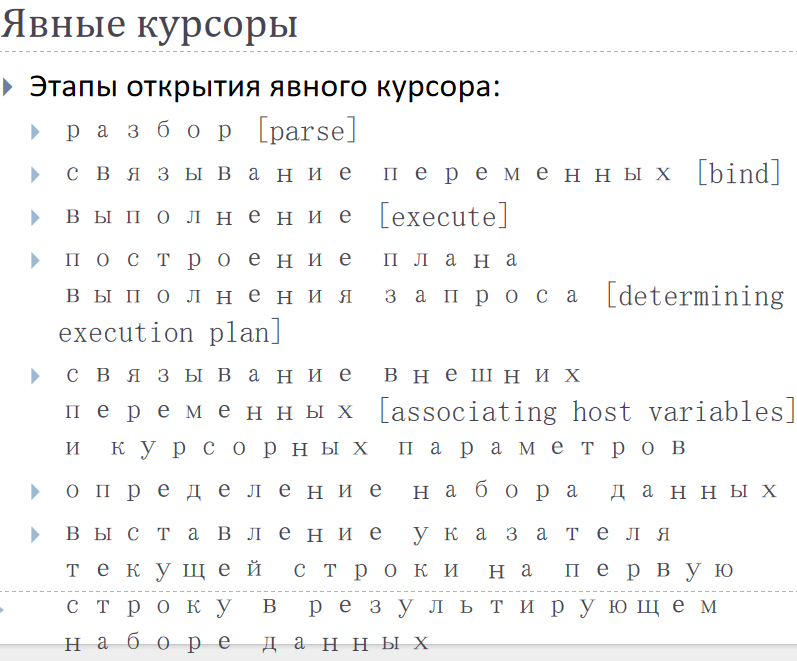 Явные курсоры
Этапы открытия явного курсора:
разбор [parse]
связывание переменных [bind]
выполнение [execute]
построение плана
выполнения запроса [determining
execution plan]
связывание внешних
переменных [associating host variables]
и курсорных параметров
определение набора данных
выставление указателя
текущей строки на первую
строку в результирующем
наборе данных